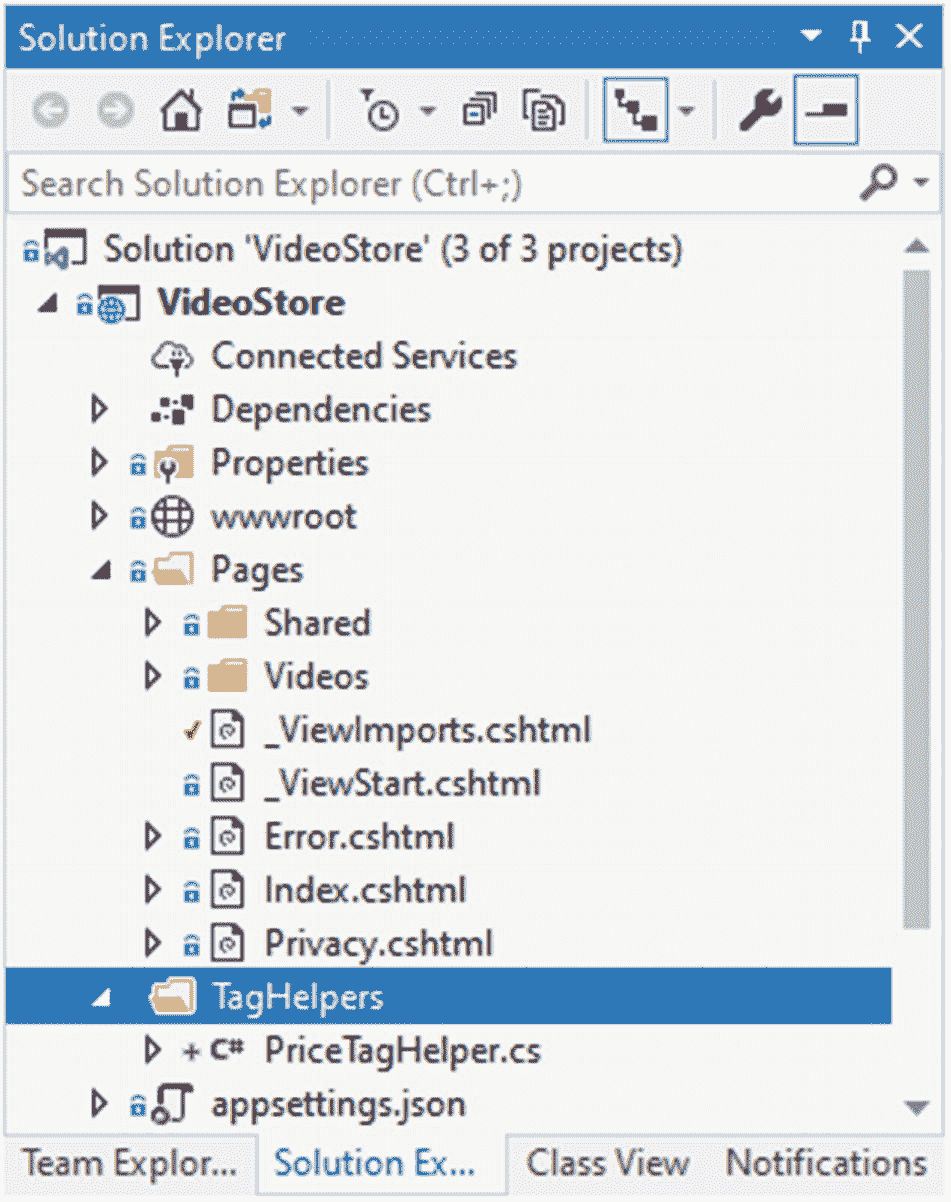 Solution Explorer
Search Solution Explorer (Ctrl+;)
Solution 'VideoStore' (3 of 3 projects)
VideoStore
Connected Services
Dependencies
Properties
wwwroot
Pages
Shared
Videos
_ViewImports.cshtml
_ViewStart.cshtml
Error.cshtml
Index.cshtml
Privacy.cshtml
TagHelpers
C# PriceTagHelper.cs
appsettings.json
Team Explor... Solution Ex... Class View Notifications